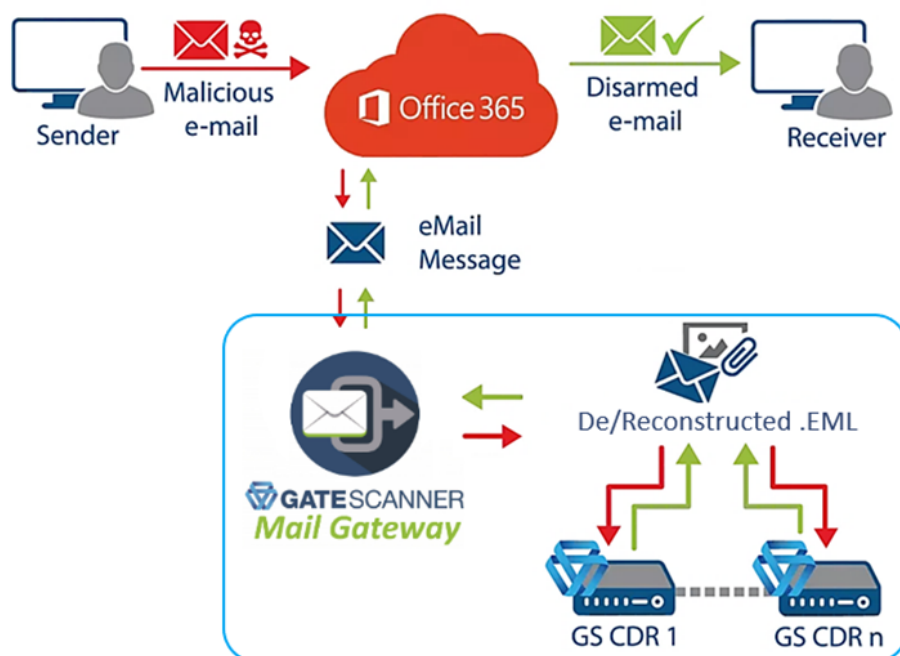 Sender
Malicious
e-mail
Office 365
Disarmed
e-mail
Receiver
eMail
Message
GATESCANNER
Mail Gateway
De/Reconstructed .EML
GS CDR 1
GS CDR n